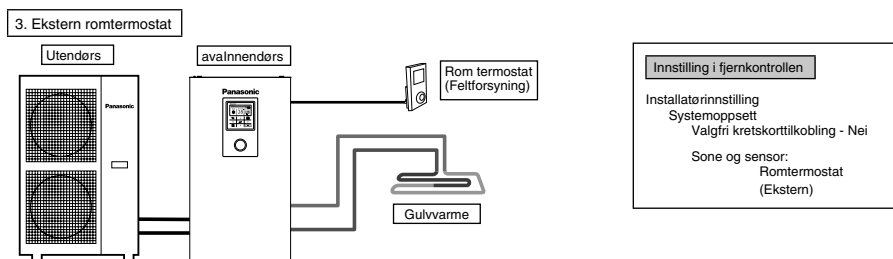 3. Ekstern romtermostat
Utendørs
avaInnendørs
Panasonic
Panasonic
Rom termostat
(Feltforsyning)
Gulvvarme
Innstilling i fjernkontrollen
Installatørinnstilling
Systemoppsett
Valgfri kretskorttilkobling - Nei
Sone og sensor:
Romtermostat
(Ekstern)